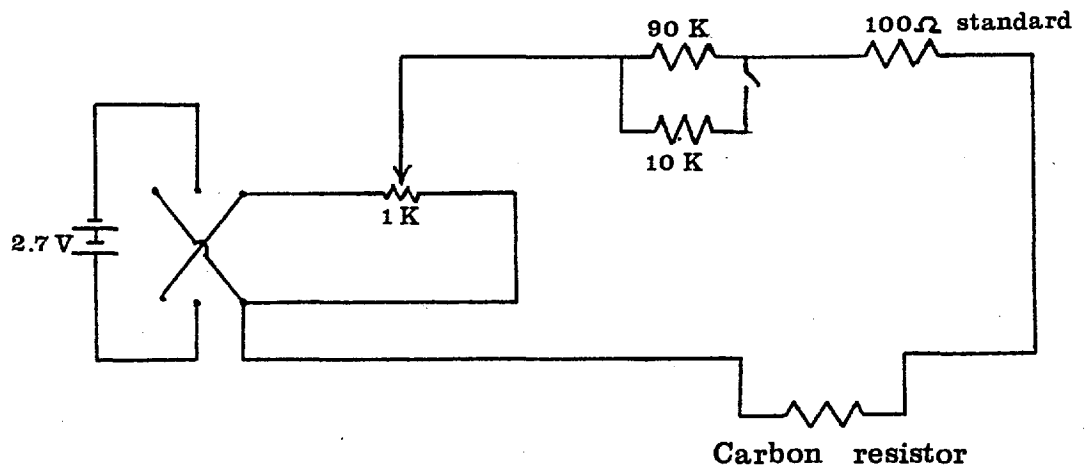 90 K
100Ω standard
10 K
1 K
2.7 V
Carbon resistor